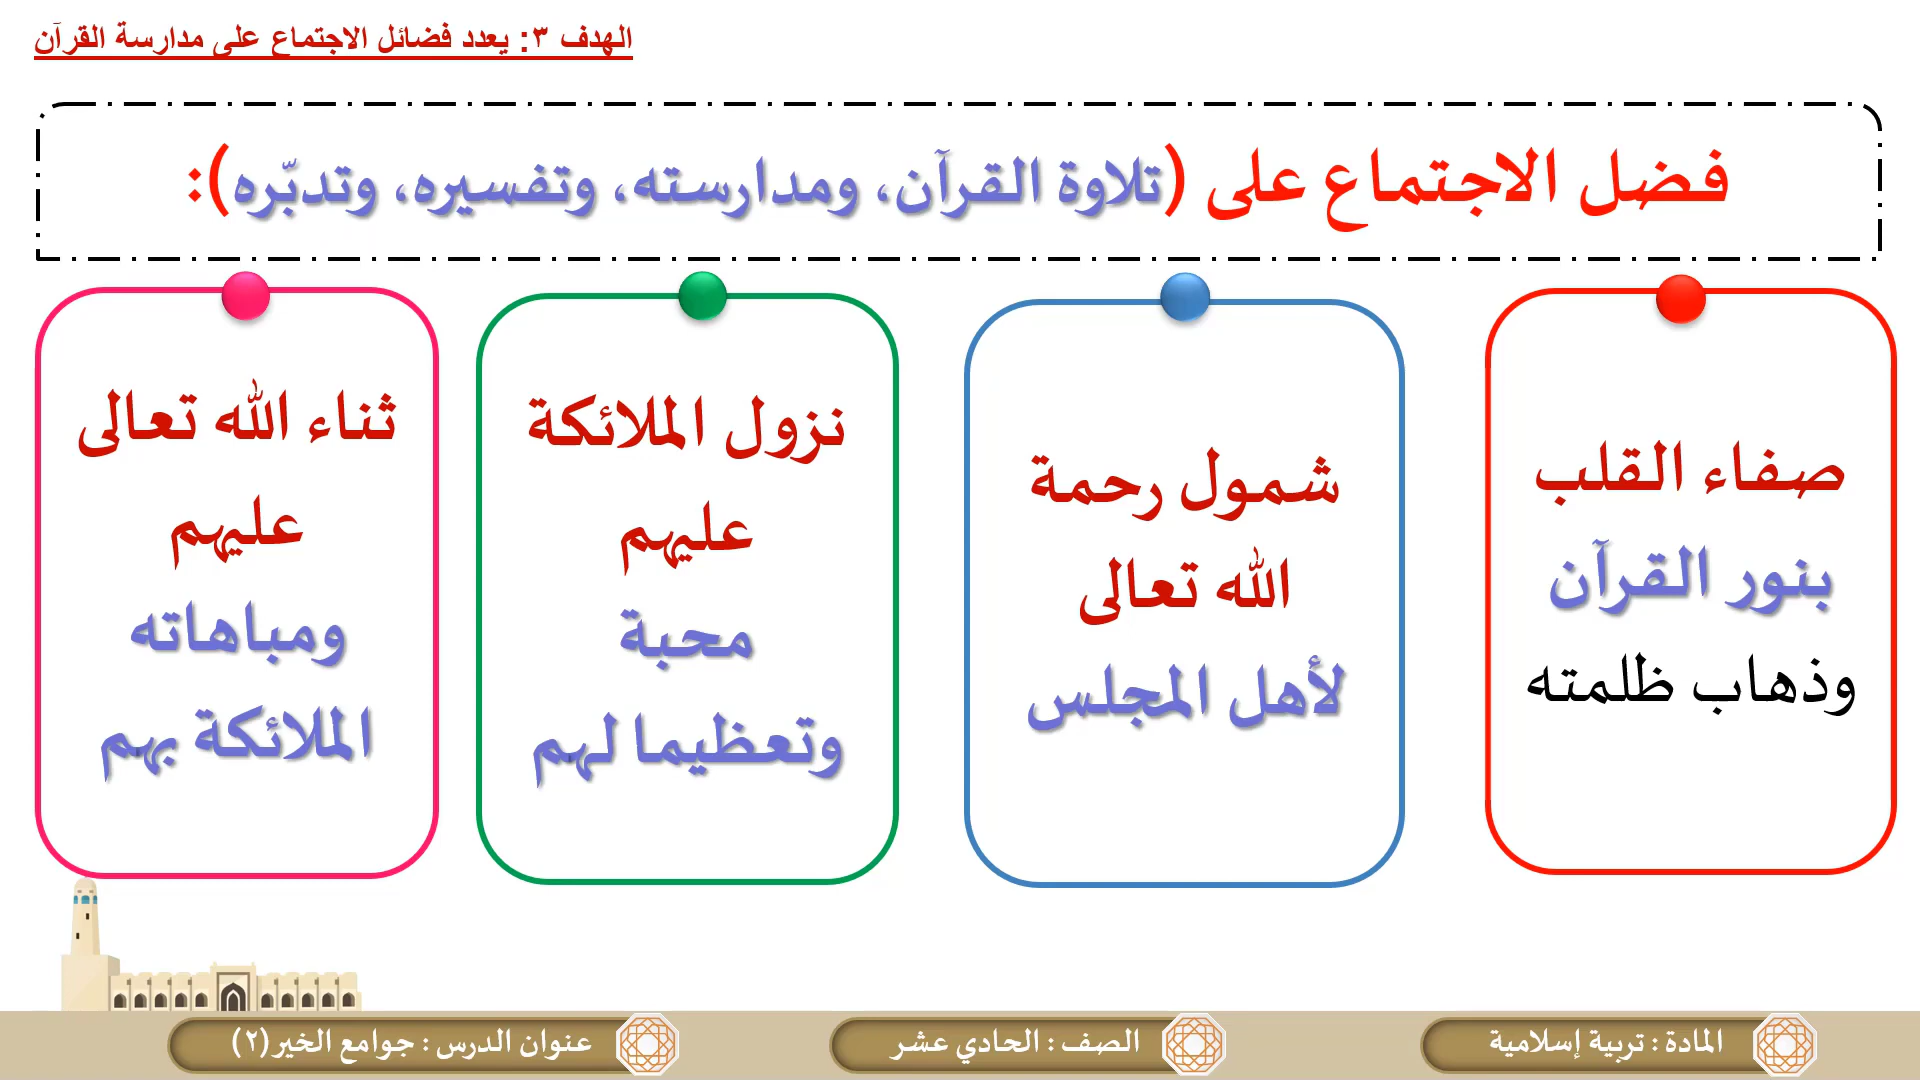 الهدف ٣: يعدد فضائل الاجتماع على مدارسة القرآن
فضل الاجتماع على (تلاوة القرآن، ومدارسته، وتفسيره، وتدبّره):
صفاء القلب
بنور القرآن
وذهاب ظلمته
شمول رحمة
الله تعالى
لأهل المجلس
نزول الملائكة
عليهم
محبة
وتعظيما لهم
ثناء الله تعالى
عليهم
ومباهاته
الملائكة بهم
المادة : تربية إسلامية
الصف : الحادي عشر
عنوان الدرس : جوامع الخير(٢)